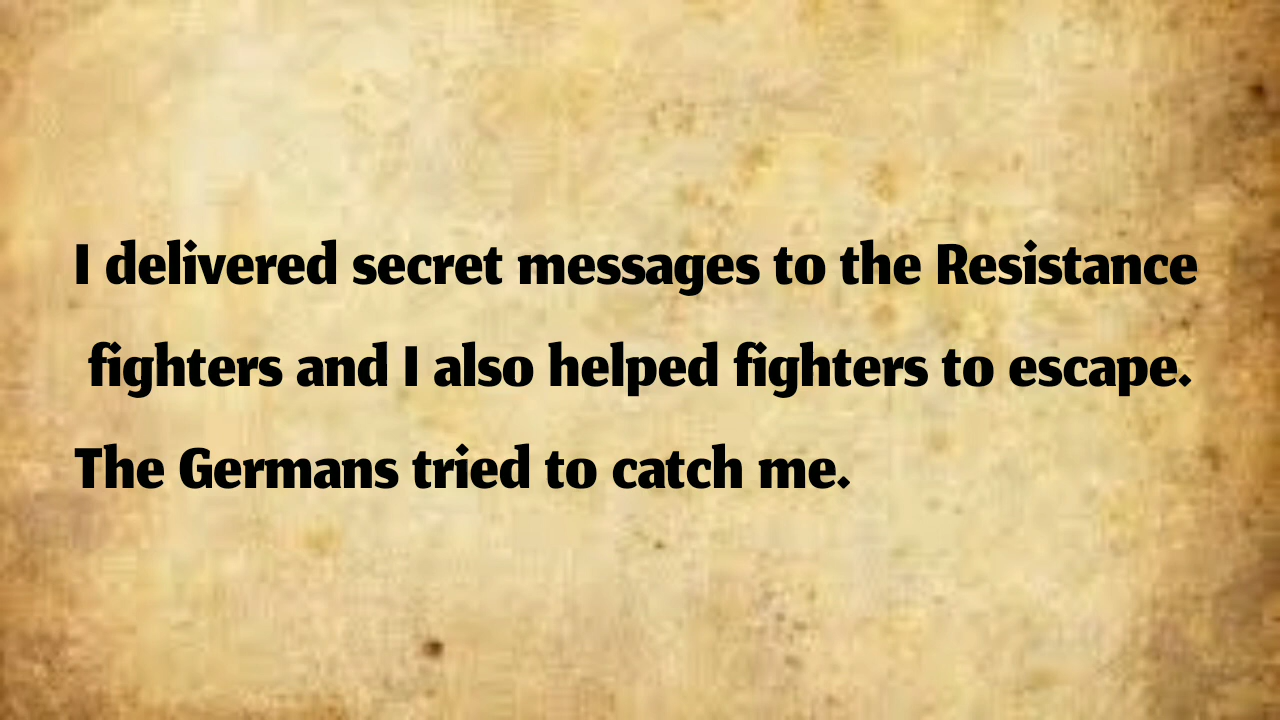 I delivered secret messages to the Resistance
fighters and I also helped fighters to escape.
The Germans tried to catch me.